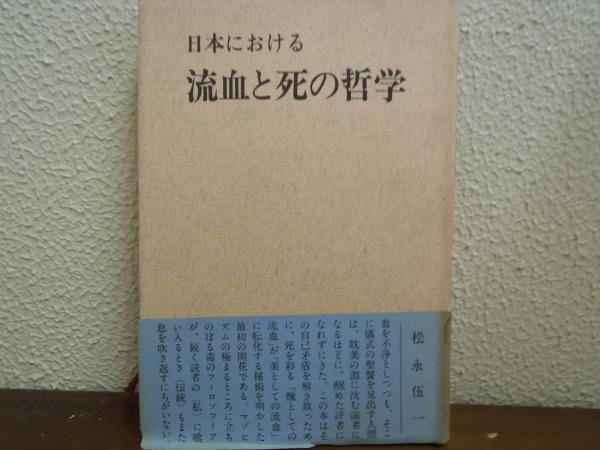 日本における
流血と死の哲学
松永伍一
血を不浄としつつも、そこ
に儀式の聖賢を見出す人間
は、耽美の淵に沈む演者に
なるほどに、醒めた評者に
なれずにきた。この本はそ
の自己矛盾を解き放っため
に、死を彩る「醜としての
流血」が「美としての流血」
に転化する秘術を明かした
最初の開花である。マゾヒ
ズムの極まるところに立ち
のぼる毒のフィロソフィア
が、鋭く読者の〈私〉に喰
い入るとき〈伝統〉もまた
息を吹き返すにちがいない。